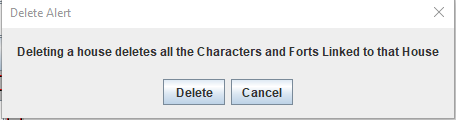 Delete Alert
Deleting a house deletes all the Characters and Forts Linked to that House
Delete
Cancel